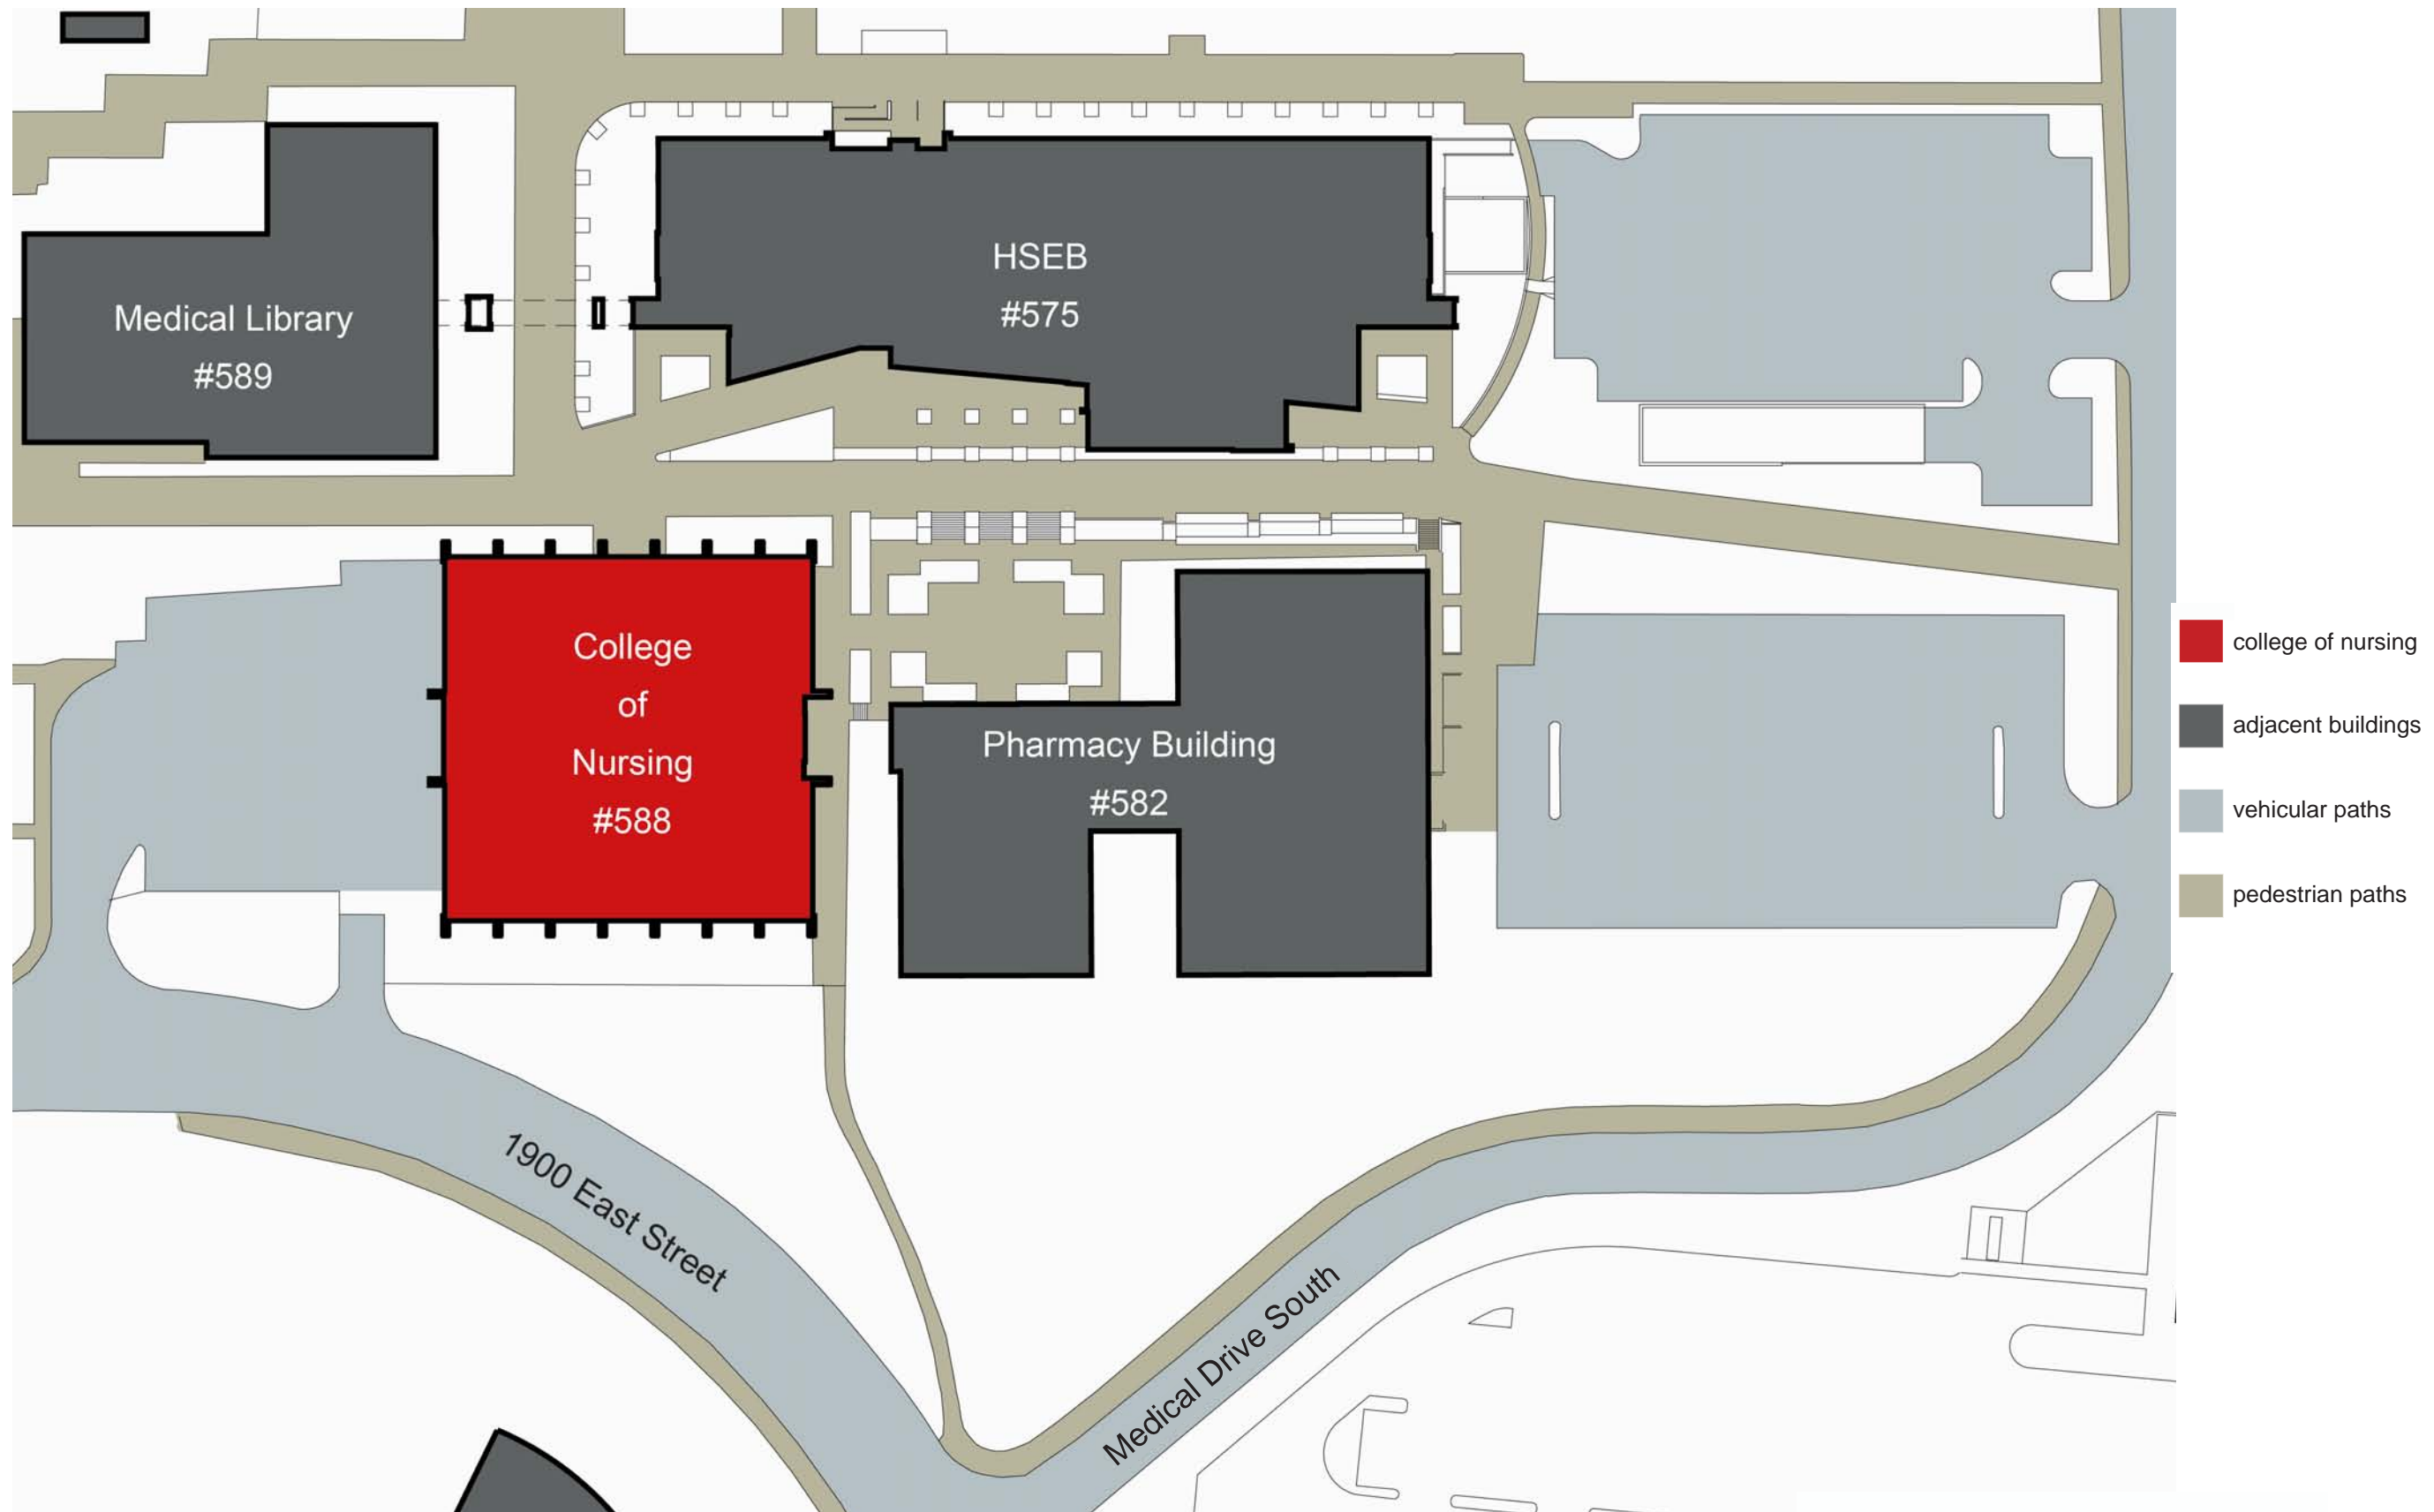 HSEB
#575
Medical Library
#589
College
of
Nursing
#588
Pharmacy Building
#582
1900 East Street
Medical Drive South
college of nursing
adjacent buildings
vehicular paths
pedestrian paths